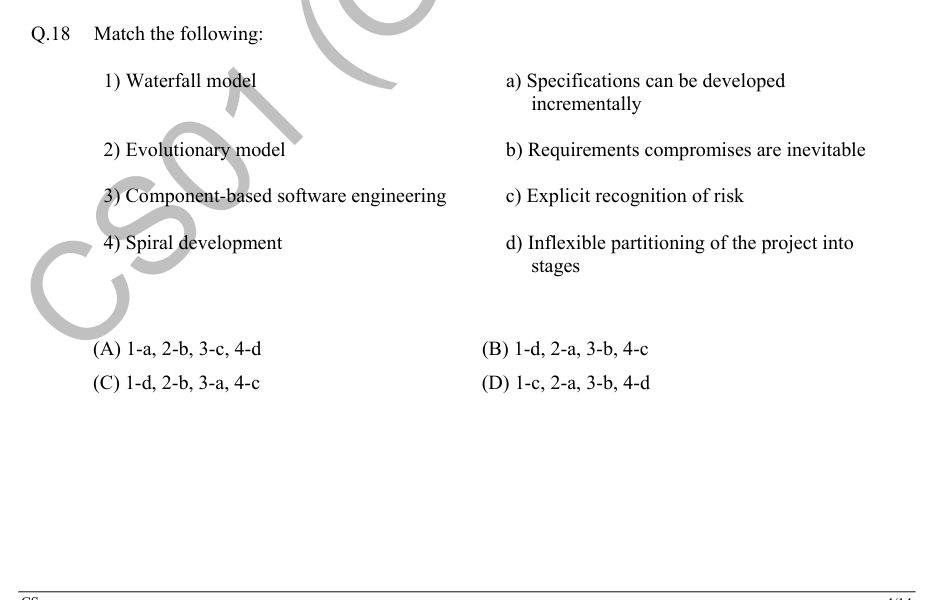 Q.18 Match the following:
1) Waterfall model a) Specifications can be developed
incrementally
2) Evolutionary model b) Requirements compromises are inevitable
3) Component-based software engineering c) Explicit recognition of risk
4) Spiral development d) Inflexible partitioning of the project into
stages
(A) 1-a, 2-b, 3-c, 4-d (B) 1-d, 2-a, 3-b, 4-c
(C) 1-d, 2-b, 3-a, 4-c (D) 1-c, 2-a, 3-b, 4-d
CS01 (